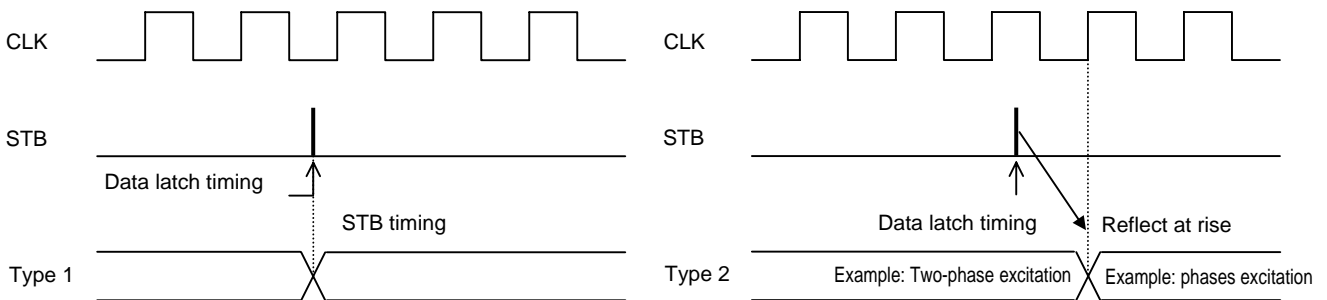 CLK
STB
Data latch timing
STB timing
Type 1
CLK
STB
Data latch timing
Reflect at rise
Type 2
Example: Two-phase excitation
Example: phases excitation